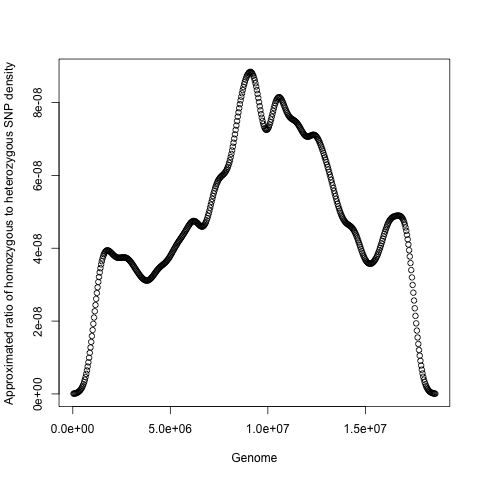 Approximated ratio of homozygous to heterozygous SNP density
8e-08
6e-08
4e-08
2e-08
0e+00
0.0e+00 5.0e+06 1.0e+07 1.5e+07
Genome